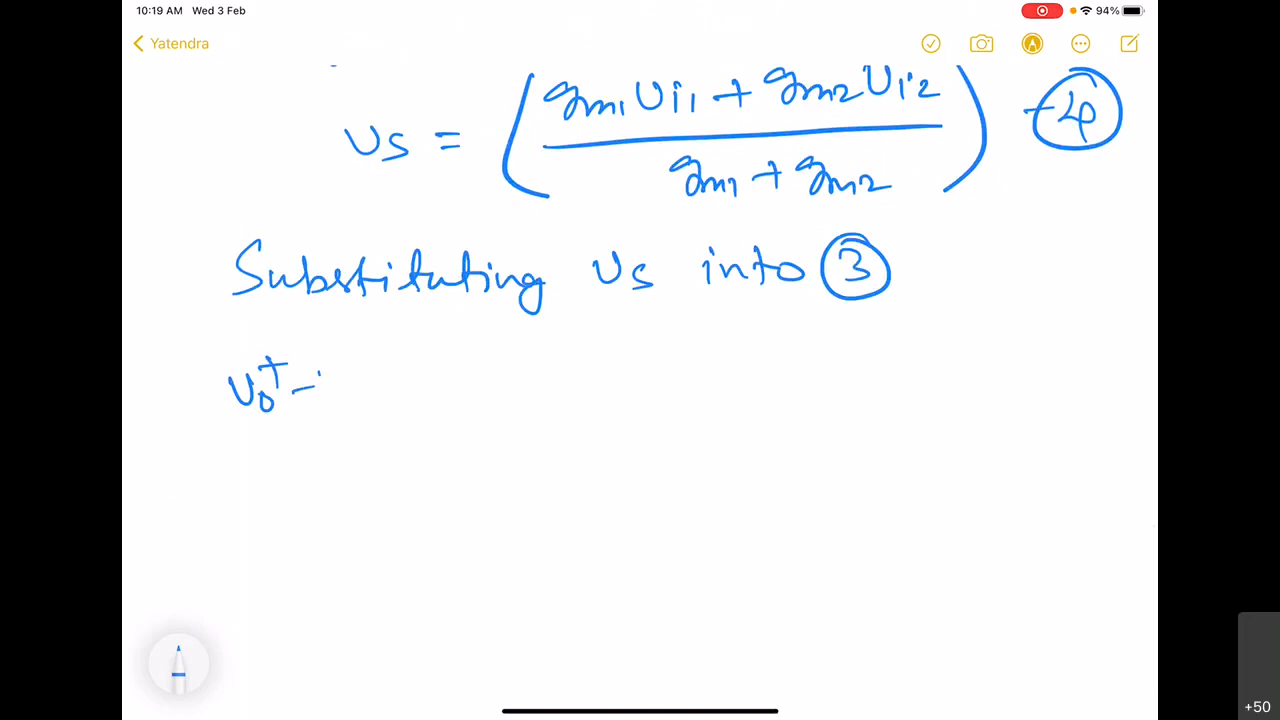 10:19 AM Wed 3 Feb
94%
Yatendra
vs = ( gm1 vi1 + gm2 vi2 / gm1 + gm2 ) - 4
Substituting vs into 3
vo+ -
+50